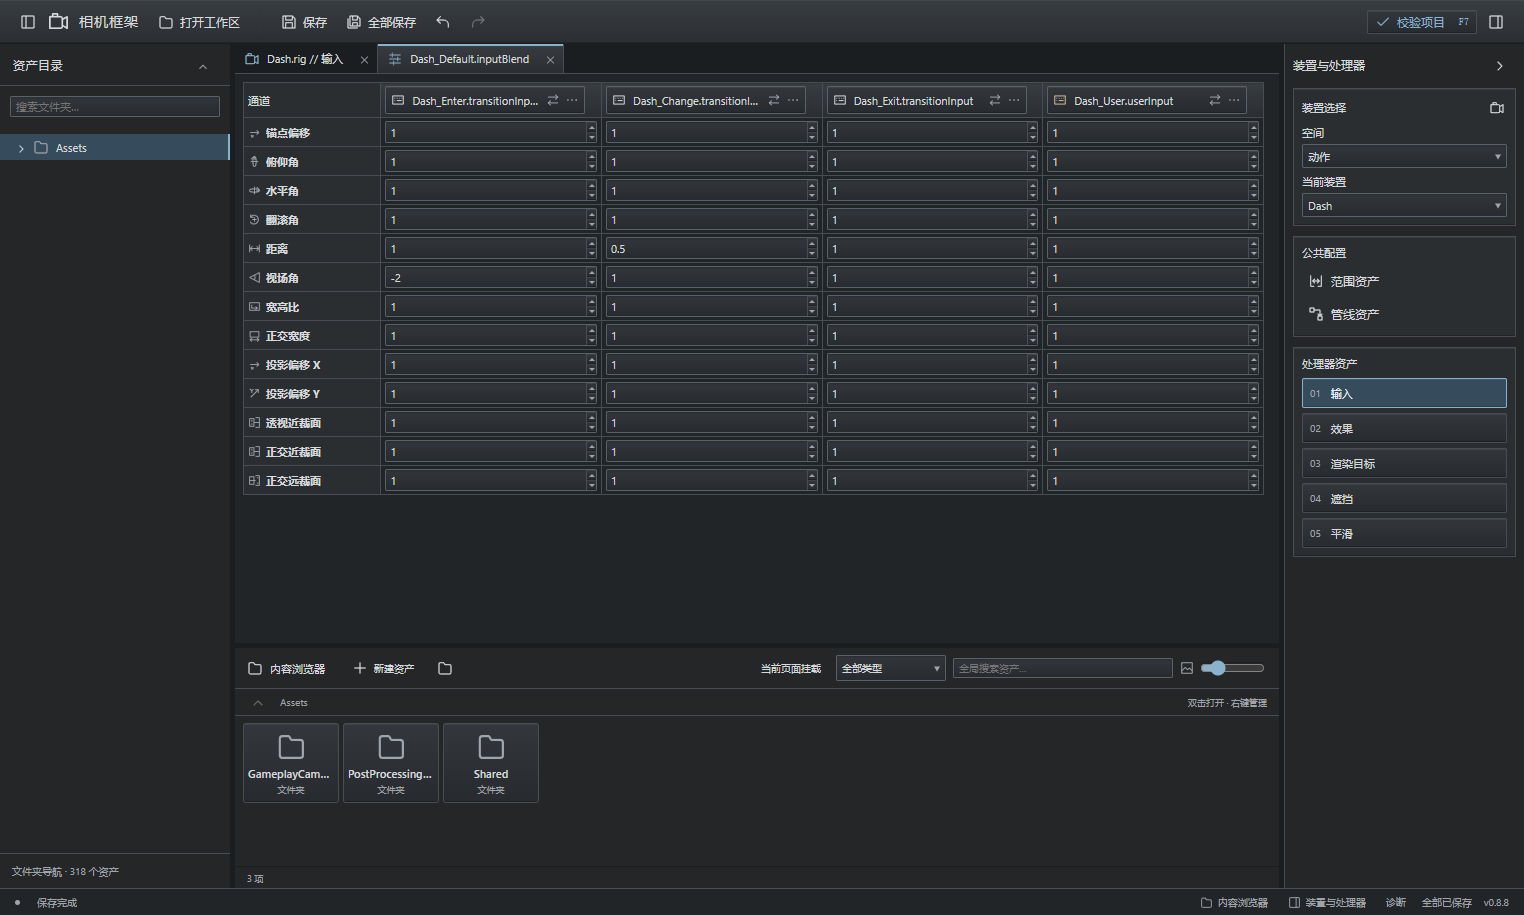 相机框架
打开工作区
保存
全部保存
校验项目 F7
资产目录
搜索文件夹...
Assets
文件夹导航 · 318 个资产
Dash.rig // 输入
Dash_Default.inputBlend
通道
Dash_Enter.transitionInp...
Dash_Change.transitionI...
Dash_Exit.transitionInput
Dash_User.userInput
锚点偏移 1 1 1 1
俯仰角 1 1 1 1
水平角 1 1 1 1
翻滚角 1 1 1 1
距离 1 0.5 1 1
视场角 -2 1 1 1
宽高比 1 1 1 1
正交宽度 1 1 1 1
投影偏移 X 1 1 1 1
投影偏移 Y 1 1 1 1
透视近裁面 1 1 1 1
正交近裁面 1 1 1 1
正交远裁面 1 1 1 1
内容浏览器
新建资产
当前页面挂载
全部类型
全局搜索资产...
Assets
双击打开 · 右键管理
GameplayCam...
文件夹
PostProcessing...
文件夹
Shared
文件夹
3 项
装置与处理器
装置选择
空间
动作
当前装置
Dash
公共配置
范围资产
管线资产
处理器资产
01 输入
02 效果
03 渲染目标
04 遮挡
05 平滑
保存完成
内容浏览器
装置与处理器
诊断
全部已保存
v0.8.8